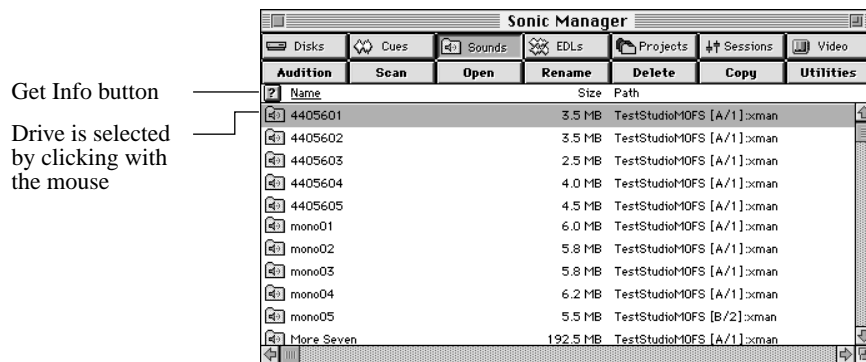 Sonic Manager
Disks Cues Sounds EDLs Projects Sessions Video
Audition Scan Open Rename Delete Copy Utilities
Get Info button
? Name Size Path
Drive is selected
by clicking with
the mouse
4405601 3.5 MB TestStudioMOFS [A/1]:xman
4405602 3.5 MB TestStudioMOFS [A/1]:xman
4405603 2.5 MB TestStudioMOFS [A/1]:xman
4405604 4.0 MB TestStudioMOFS [A/1]:xman
4405605 4.5 MB TestStudioMOFS [A/1]:xman
mono01 6.0 MB TestStudioMOFS [A/1]:xman
mono02 5.8 MB TestStudioMOFS [A/1]:xman
mono03 5.8 MB TestStudioMOFS [A/1]:xman
mono04 6.2 MB TestStudioMOFS [A/1]:xman
mono05 5.5 MB TestStudioMOFS [B/2]:xman
More Seven 192.5 MB TestStudioMOFS [A/1]:xman